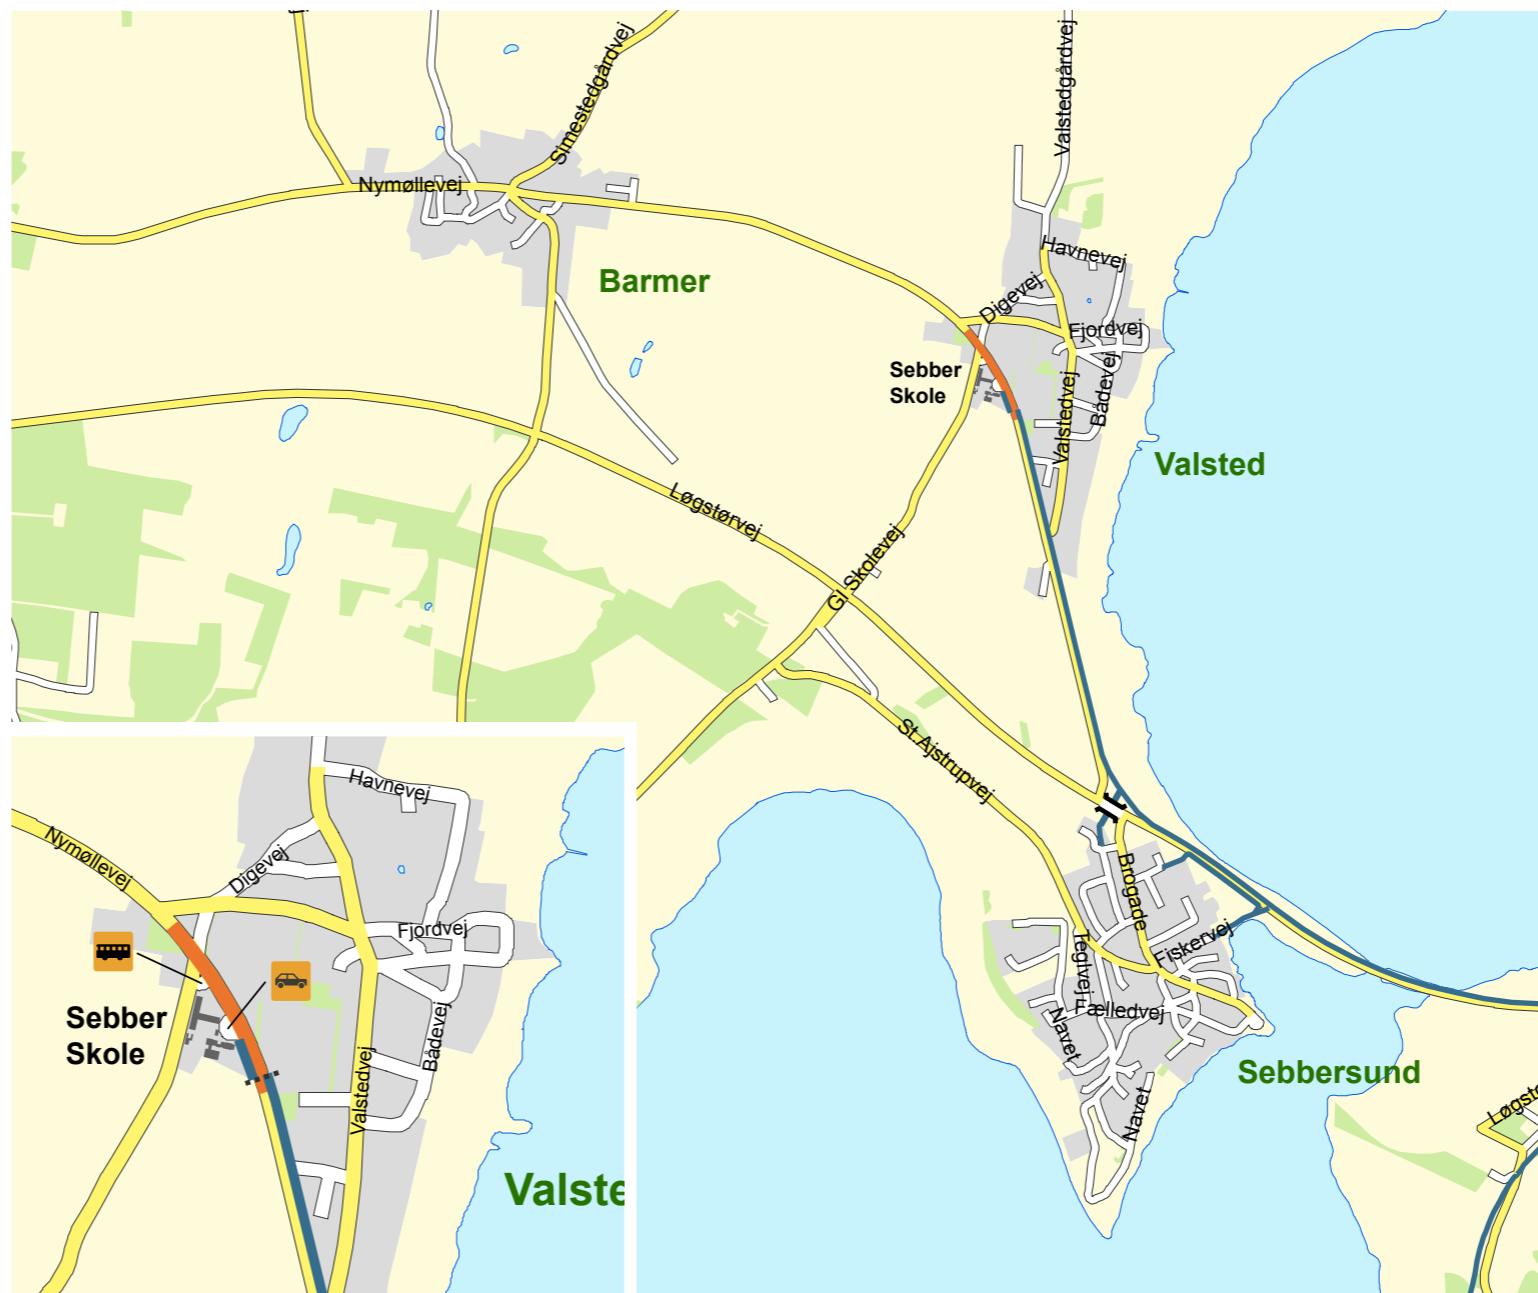 Simestedgårdvej
Valstedgårdvej
Nymøllevej
Havnevej
Barmer
Digevej
Fjordvej
Sebber
Skole
Bådevej
Valstedvej
Valsted
Løgstørvej
Gl Skolevej
St.Ajstrupvej
Brogade
Fiskervej
Teglvej
Fælledvej
Navet
Navet
Sebbersund
Løgstø
Havnevej
Nymøllevej
Digevej
Fjordvej
Sebber
Skole
Bådevej
Valstedvej
Valste